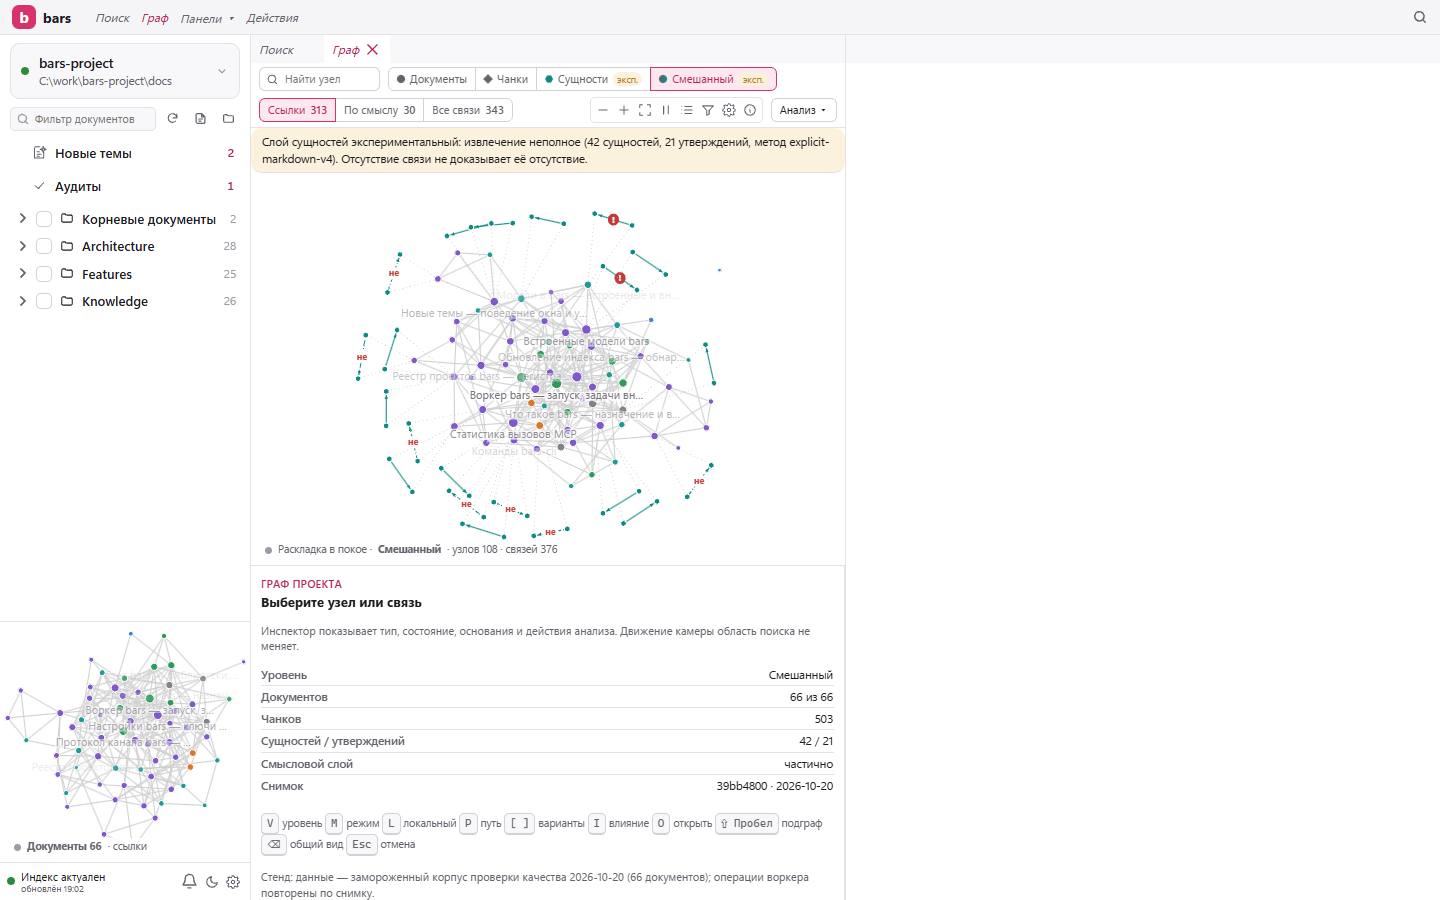 b bars Поиск Граф Панели Действия
bars-project
C:\work\bars-project\docs
Фильтр документов
Новые темы 2
Аудиты 1
Корневые документы 2
Architecture 28
Features 25
Knowledge 26
Воркер bars — запуск, з...
Настройки bars — ключи ...
Протокол канала bars — ...
Документы 66 · ссылки
Индекс актуален
обновлён 19:02
Поиск Граф
Найти узел Документы Чанки Сущности эксп. Смешанный эксп.
Ссылки 313 По смыслу 30 Все связи 343 Анализ
Слой сущностей экспериментальный: извлечение неполное (42 сущностей, 21 утверждений, метод explicit-
markdown-v4). Отсутствие связи не доказывает её отсутствие.
!
не
!
встроенные и вн...
Новые темы — поведение окна и у...
Встроенные модели bars
не
Обновление индекса bars — обнар...
Реестр проектов bars —
Воркер bars — запуск, задачи вн...
Что такое bars — назначение и в...
Статистика вызовов MCP
не
Команды bars-cli
не
не
не
не
Раскладка в покое · Смешанный · узлов 108 · связей 376
ГРАФ ПРОЕКТА
Выберите узел или связь
Инспектор показывает тип, состояние, основания и действия анализа. Движение камеры область поиска не
меняет.
Уровень Смешанный
Документы 66 из 66
Чанков 503
Сущностей / утверждений 42 / 21
Смысловой слой частично
Снимок 39bb4800 · 2026-10-20
V уровень M режим L локальный P путь [ ] варианты I влияние O открыть ⇧ Пробел подграф
⌫ общий вид Esc отмена
Стенд: данные — замороженный корпус проверки качества 2026-10-20 (66 документов); операции воркера
повторены по снимку.